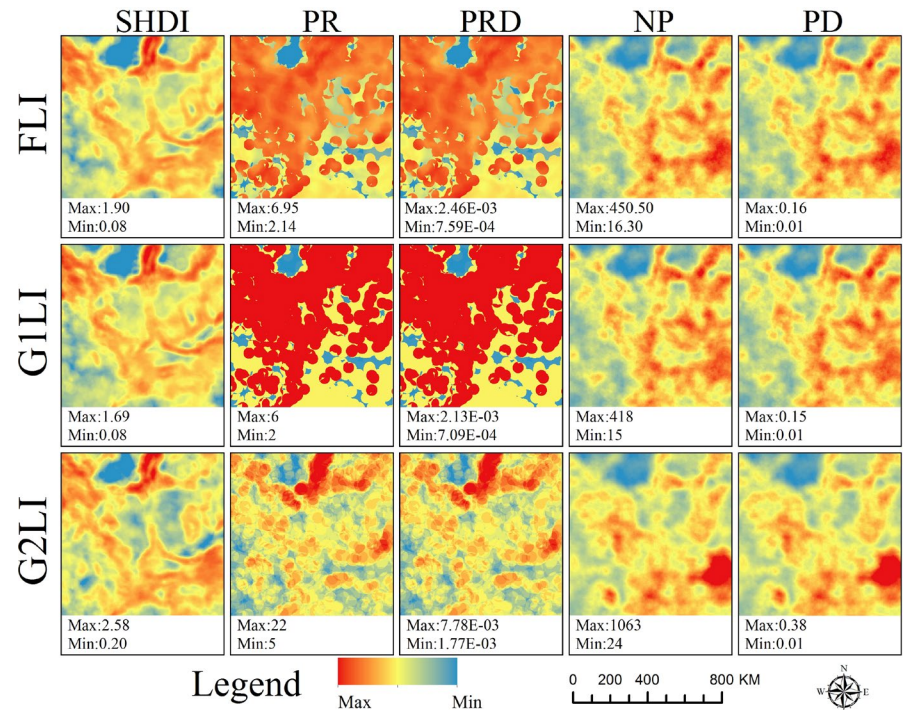 SHDI PR PRD NP PD
FLI
Max:1.90 Max:6.95 Max:2.46E-03 Max:450.50 Max:0.16
Min:0.08 Min:2.14 Min:7.59E-04 Min:16.30 Min:0.01
G1LI
Max:1.69 Max:6 Max:2.13E-03 Max:418 Max:0.15
Min:0.08 Min:2 Min:7.09E-04 Min:15 Min:0.01
G2LI
Max:2.58 Max:22 Max:7.78E-03 Max:1063 Max:0.38
Min:0.20 Min:5 Min:1.77E-03 Min:24 Min:0.01
Legend
Max Min
0 200 400 800 KM
N
W E
S